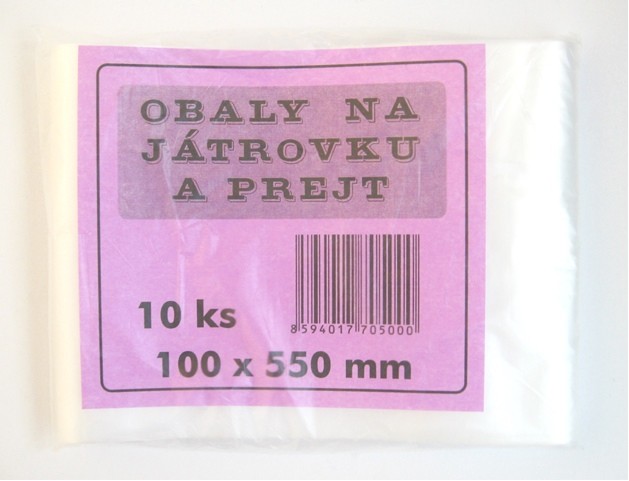 OBALY NA
JÁTROVKU
A PREJT
8594017705000
10 ks
100 x 550 mm